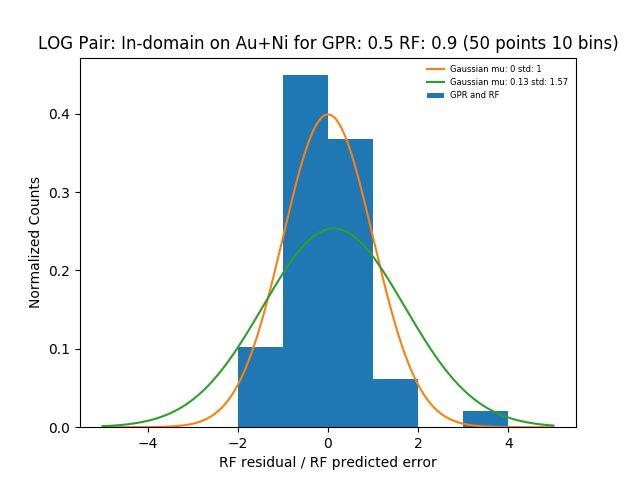 LOG Pair: In-domain on Au+Ni for GPR: 0.5 RF: 0.9 (50 points 10 bins)
Gaussian mu: 0 std: 1
Gaussian mu: 0.13 std: 1.57
GPR and RF
0.4
0.3
0.2
0.1
0.0
Normalized Counts
−4
−2
0
2
4
RF residual / RF predicted error